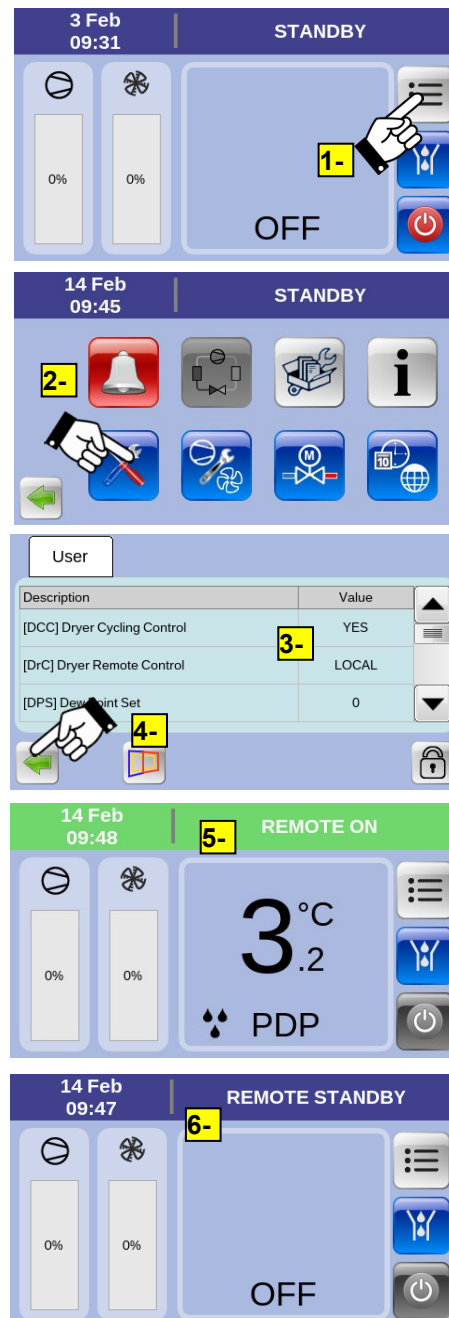 3 Feb
09:31
STANDBY
0%
0%
1-
OFF
14 Feb
09:45
STANDBY
2-
i
M
10
User
Description Value
[DCC] Dryer Cycling Control YES
3-
[DrC] Dryer Remote Control LOCAL
[DPS] Dew Point Set 0
4-
14 Feb
09:48
5-
REMOTE ON
0%
0%
3.2 °C
PDP
14 Feb
09:47
REMOTE STANDBY
6-
0%
0%
OFF